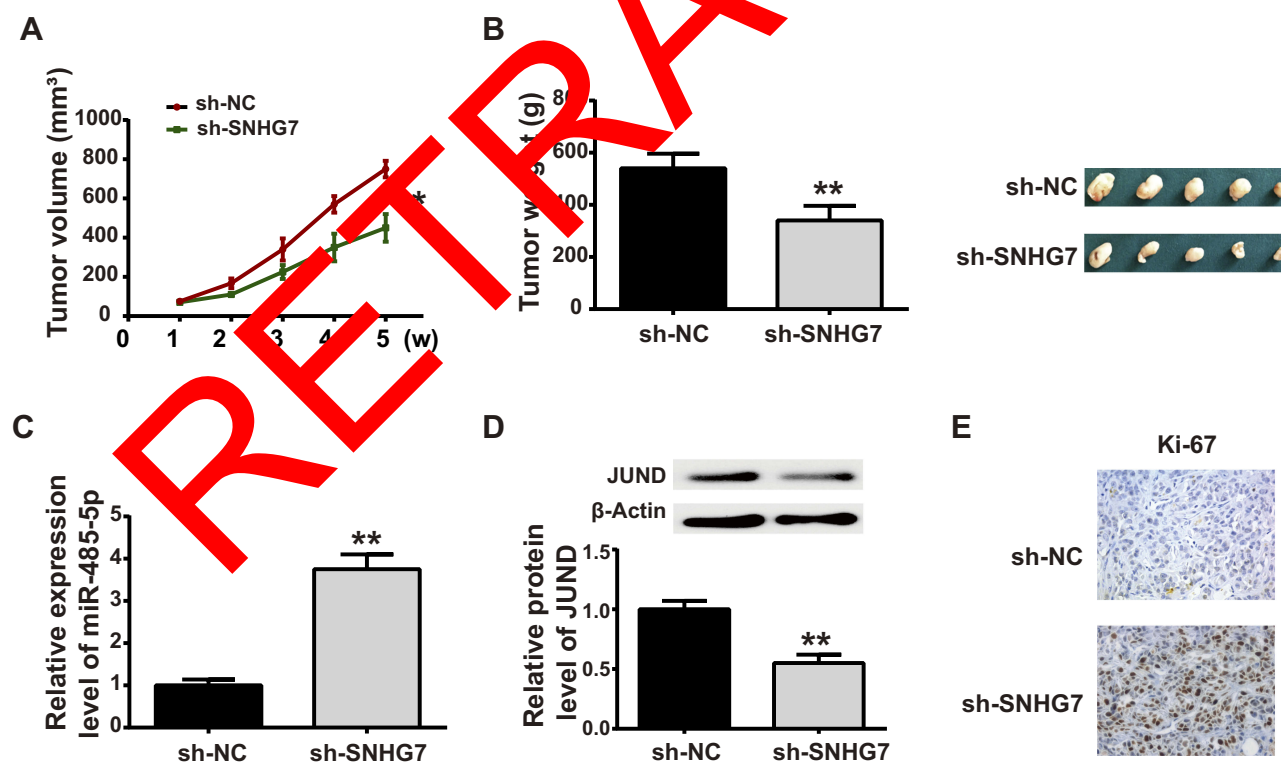 A
Tumor volume (mm³)
sh-NC
sh-SNHG7
1000
800
600
400
200
0
0 1 2 3 4 5 (w)
*
B
Tumor (g)
600
400
200
0
**
sh-NC sh-SNHG7
sh-NC
sh-SNHG7
RETRA
C
Relative expression
level of miR-485-5p
5
4
3
2
1
0
**
sh-NC sh-SNHG7
D
JUND
β-Actin
Relative protein
level of JUND
1.5
1.0
0.5
0.0
**
sh-NC sh-SNHG7
E
Ki-67
sh-NC
sh-SNHG7